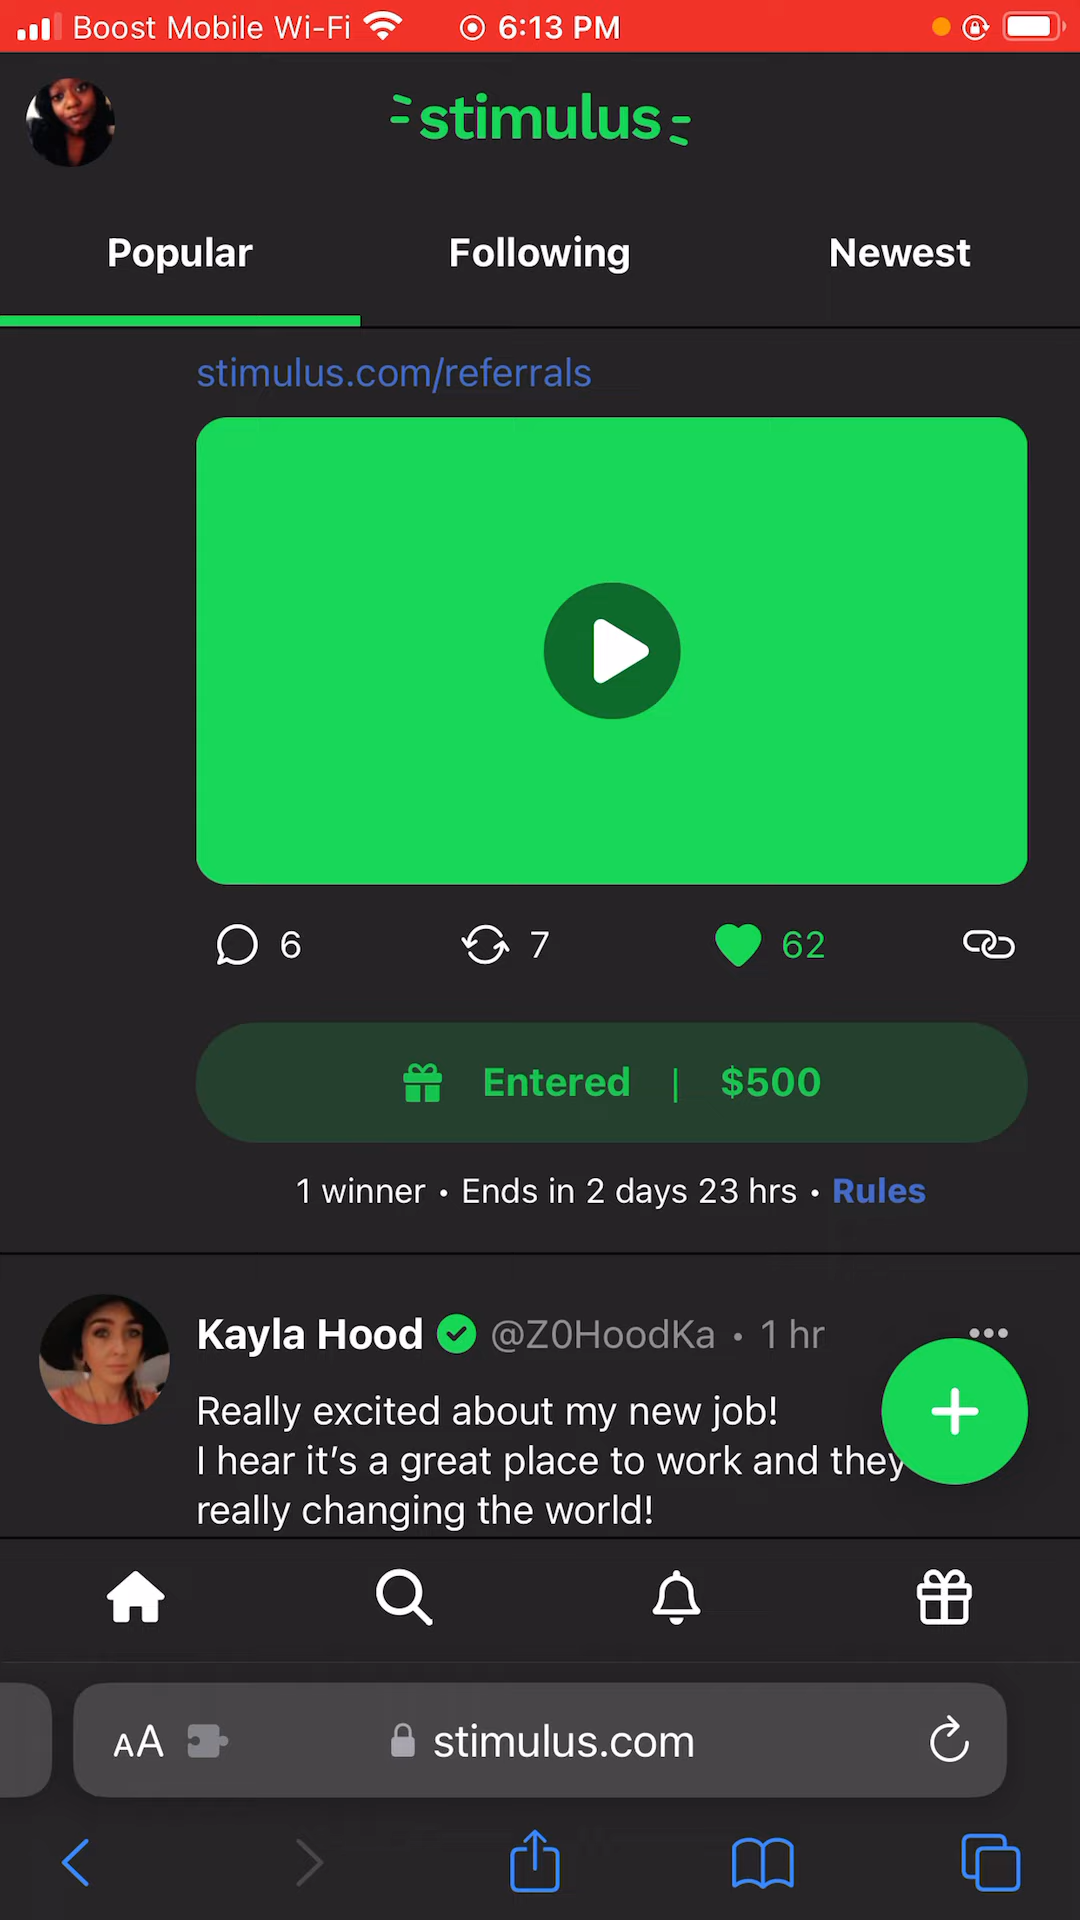 Boost Mobile Wi-Fi 6:13 PM
stimulus
Popular Following Newest
stimulus.com/referrals
6 7 62
Entered | $500
1 winner • Ends in 2 days 23 hrs • Rules
Kayla Hood @Z0HoodKa • 1 hr
Really excited about my new job!
I hear it's a great place to work and they
really changing the world!
AA stimulus.com